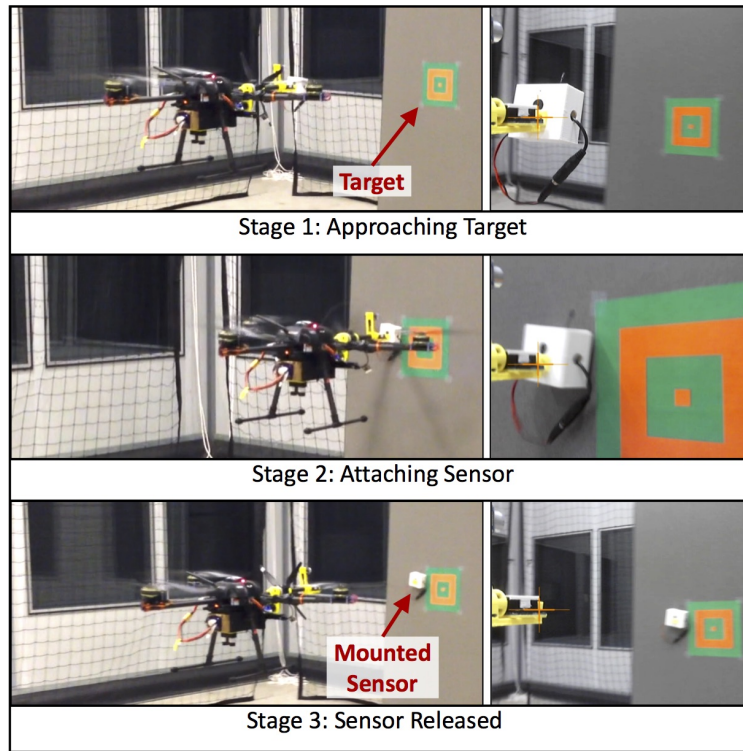 Target
Stage 1: Approaching Target
Stage 2: Attaching Sensor
Mounted
Sensor
Stage 3: Sensor Released